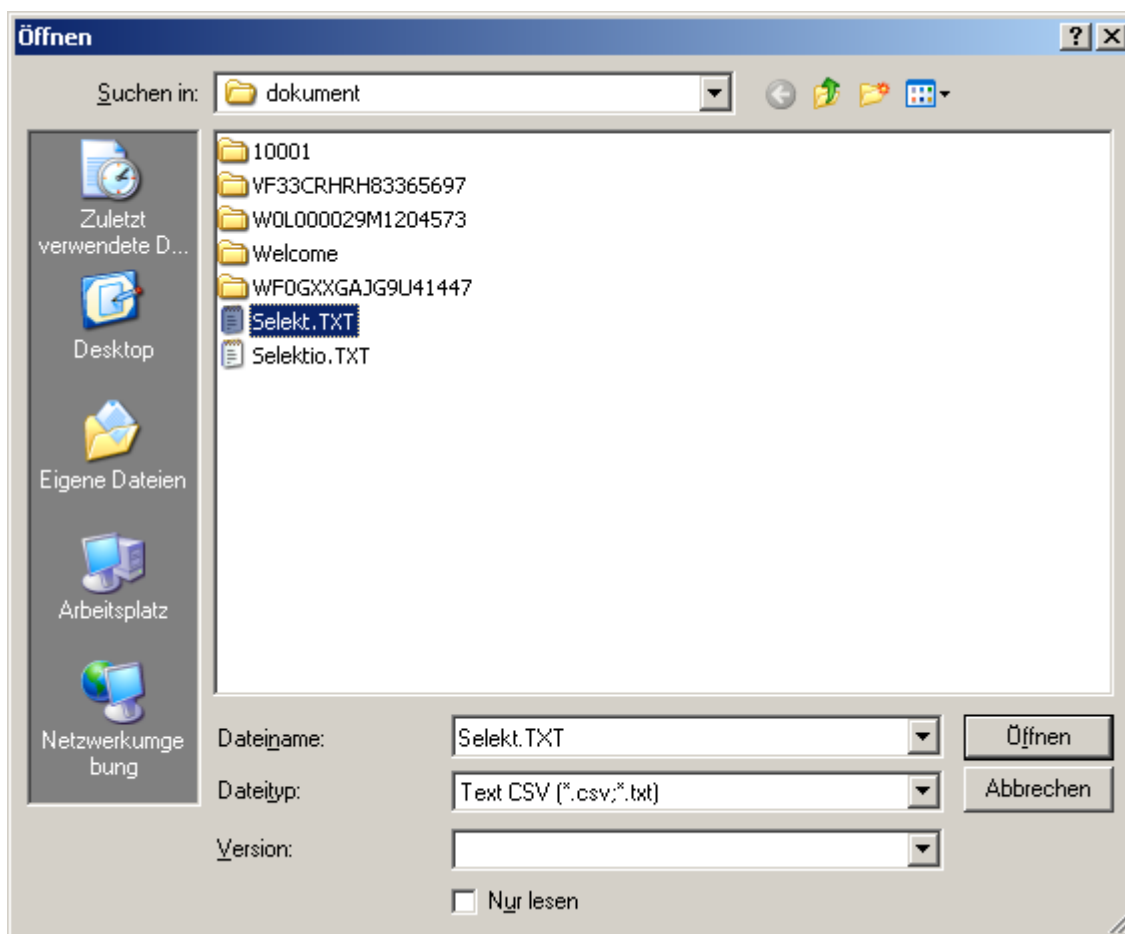 Öffnen
Suchen in:
dokument
Zuletzt
verwendete D...
Desktop
Eigene Dateien
Arbeitsplatz
Netzwerkumge
bung
10001
VF33CRHRH83365697
W0L000029M1204573
Welcome
WF0GXXGAJG9U41447
Selekt.TXT
Selektio.TXT
Dateiname:
Selekt.TXT
Öffnen
Dateityp:
Text CSV (*.csv;*.txt)
Abbrechen
Version:
Nur lesen